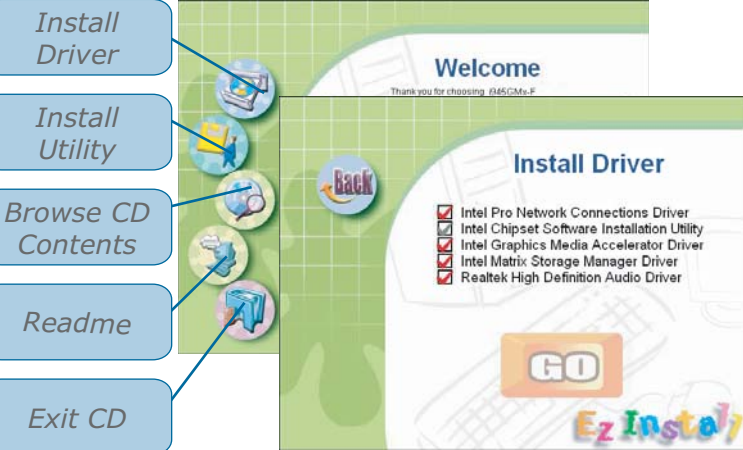 Install
Driver
Install
Utility
Browse CD
Contents
Readme
Exit CD
Welcome
Thank you for choosing i945GMx-F
Back
Install Driver
Intel Pro Network Connections Driver
Intel Chipset Software Installation Utility
Intel Graphics Media Accelerator Driver
Intel Matrix Storage Manager Driver
Realtek High Definition Audio Driver
GO
Ez Install